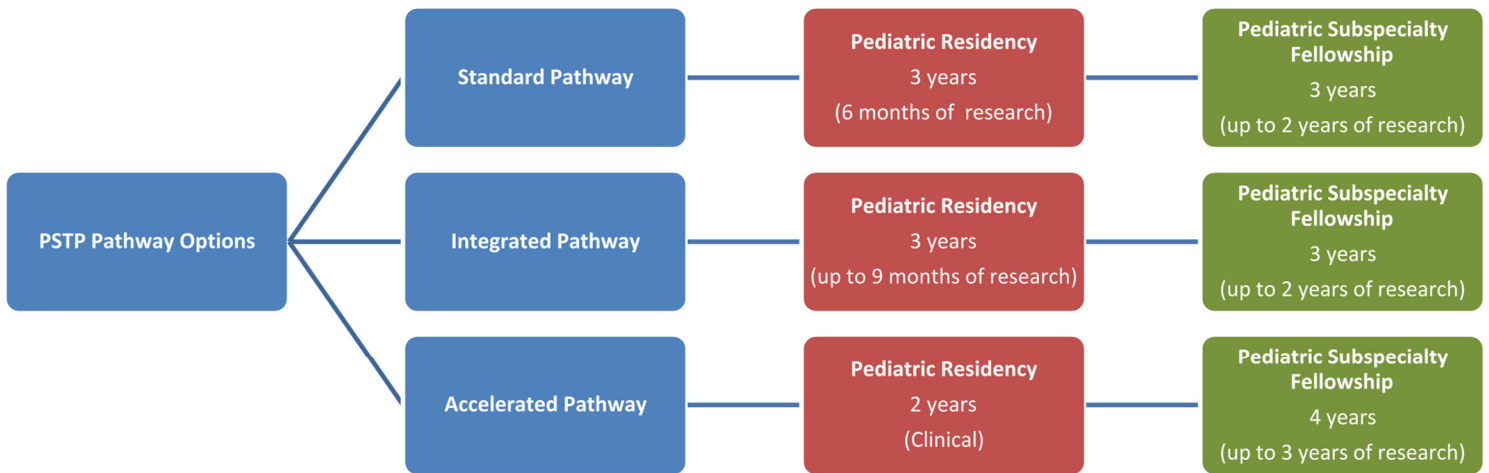 PSTP Pathway Options
Standard Pathway
Pediatric Residency
3 years
(6 months of  research)
Pediatric Subspecialty
Fellowship
3 years
(up to 2 years of research)
Integrated Pathway
Pediatric Residency
3 years
(up to 9 months of research)
Pediatric Subspecialty
Fellowship
3 years
(up to 2 years of research)
Accelerated Pathway
Pediatric Residency
2 years
(Clinical)
Pediatric Subspecialty
Fellowship
4 years
(up to 3 years of research)